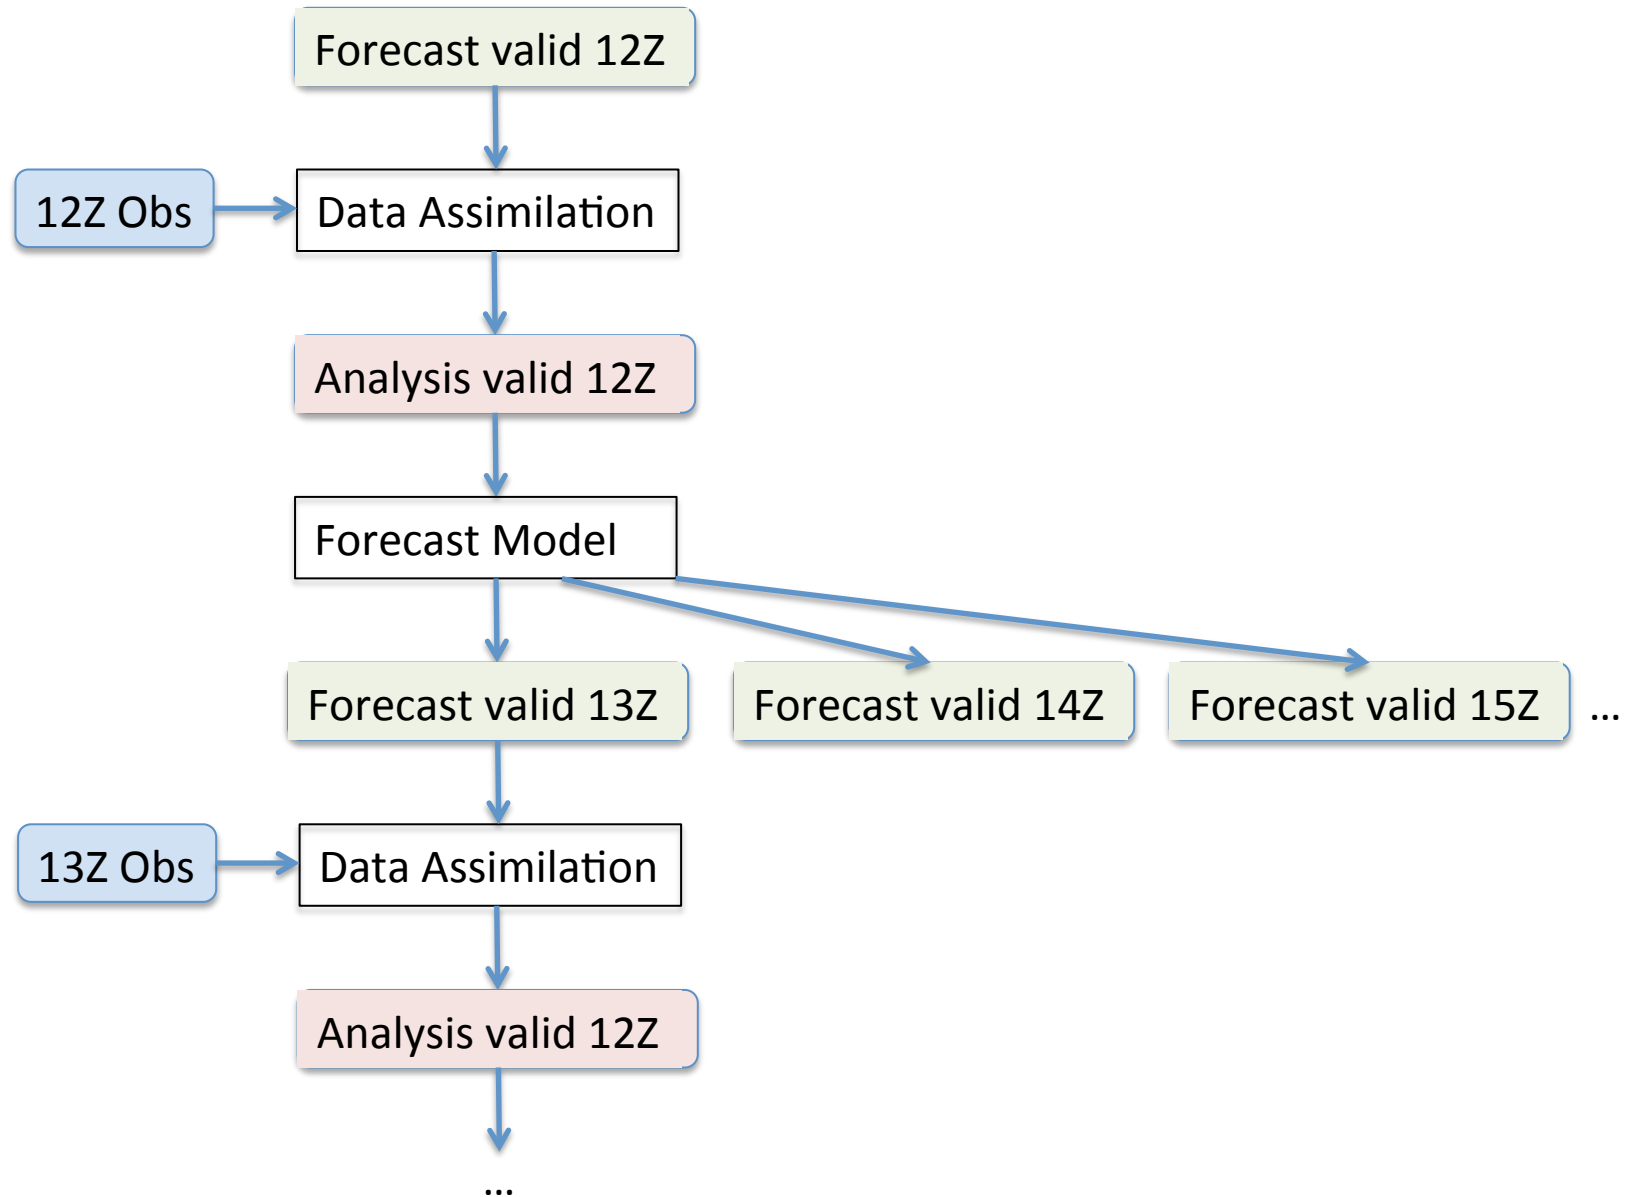 Forecast valid 12Z
12Z Obs
Data Assimilation
Analysis valid 12Z
Forecast Model
Forecast valid 13Z
Forecast valid 14Z
Forecast valid 15Z
...
13Z Obs
Data Assimilation
Analysis valid 12Z
...